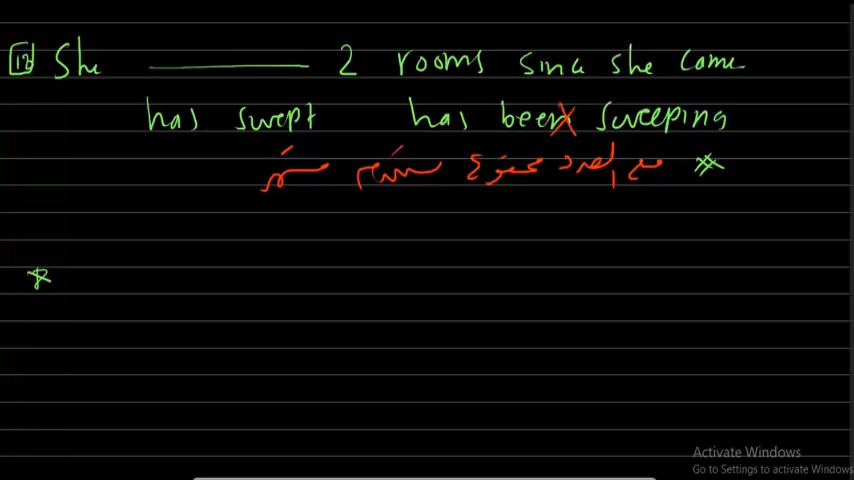 12 She ______ 2 rooms since she came
has swept has been sweeping
* مع العدد ممنوع نستخدم مستمر
*
Activate Windows
Go to Settings to activate Windows